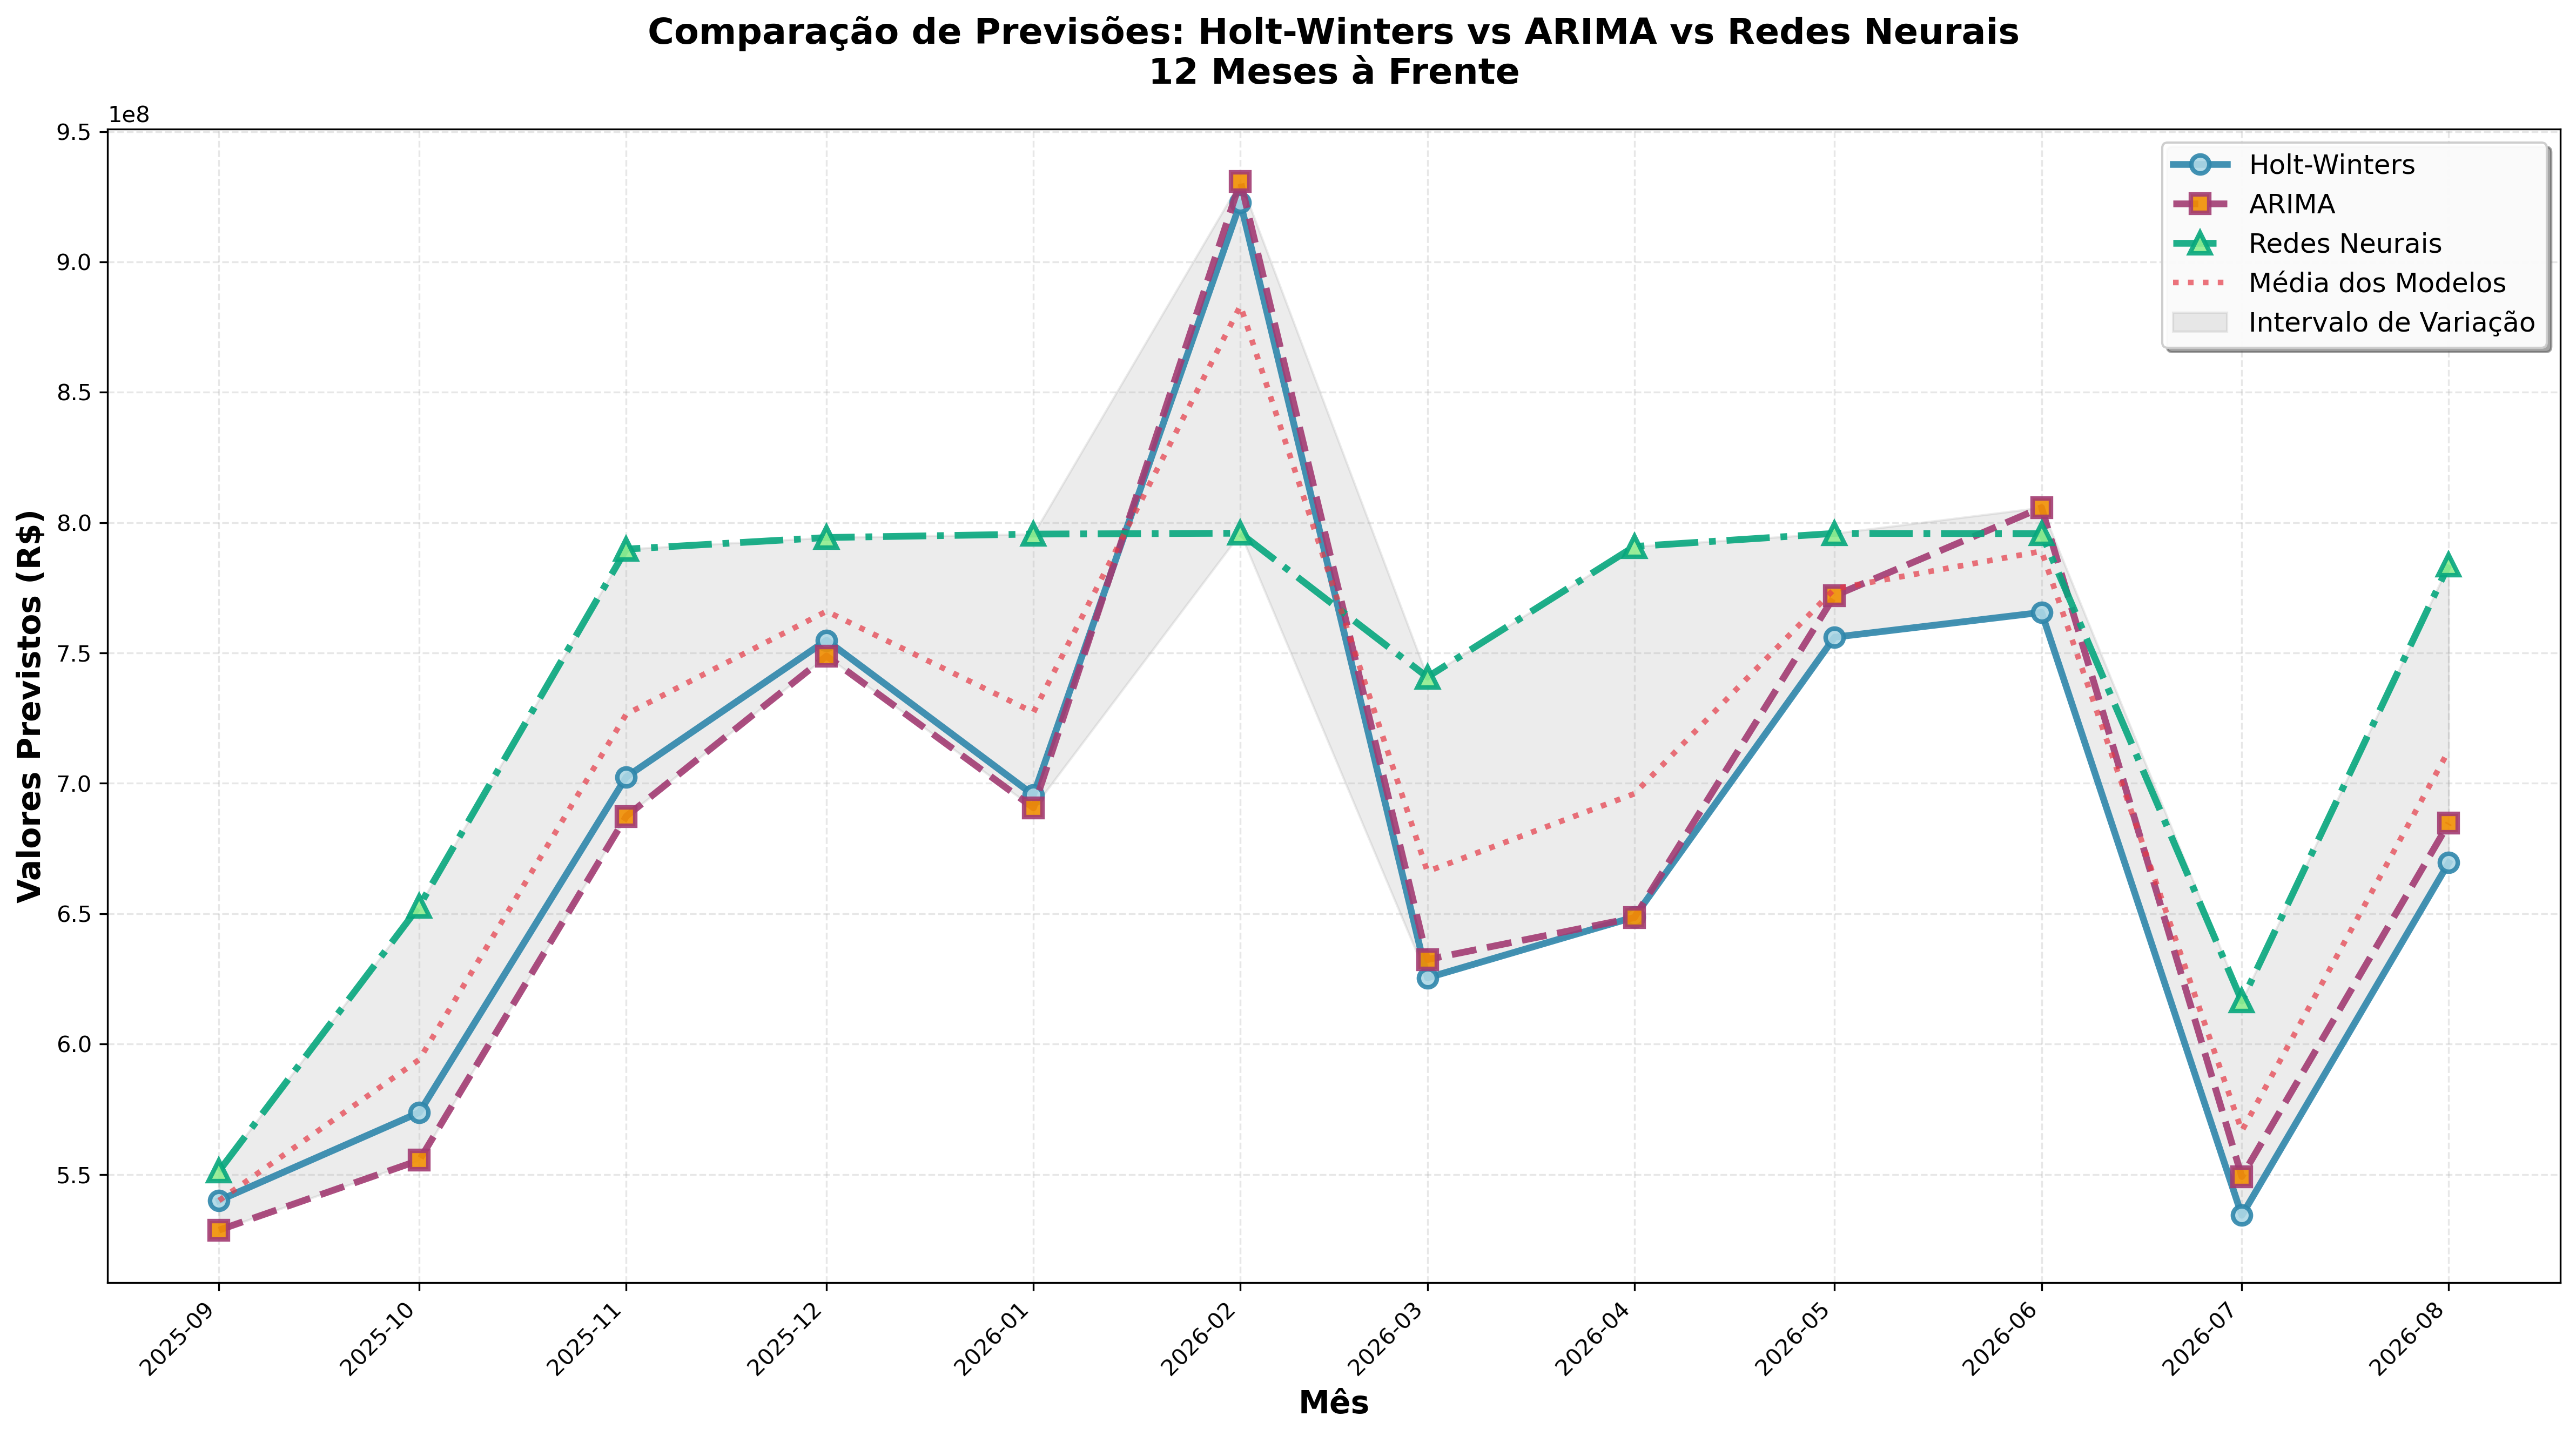 Comparação de Previsões: Holt-Winters vs ARIMA vs Redes Neurais
12 Meses à Frente
1e8
9.5
9.0
8.5
8.0
7.5
7.0
6.5
6.0
5.5
Valores Previstos (R$)
Holt-Winters
ARIMA
Redes Neurais
Média dos Modelos
Intervalo de Variação
2025-09
2025-10
2025-11
2025-12
2026-01
2026-02
2026-03
2026-04
2026-05
2026-06
2026-07
2026-08
Mês